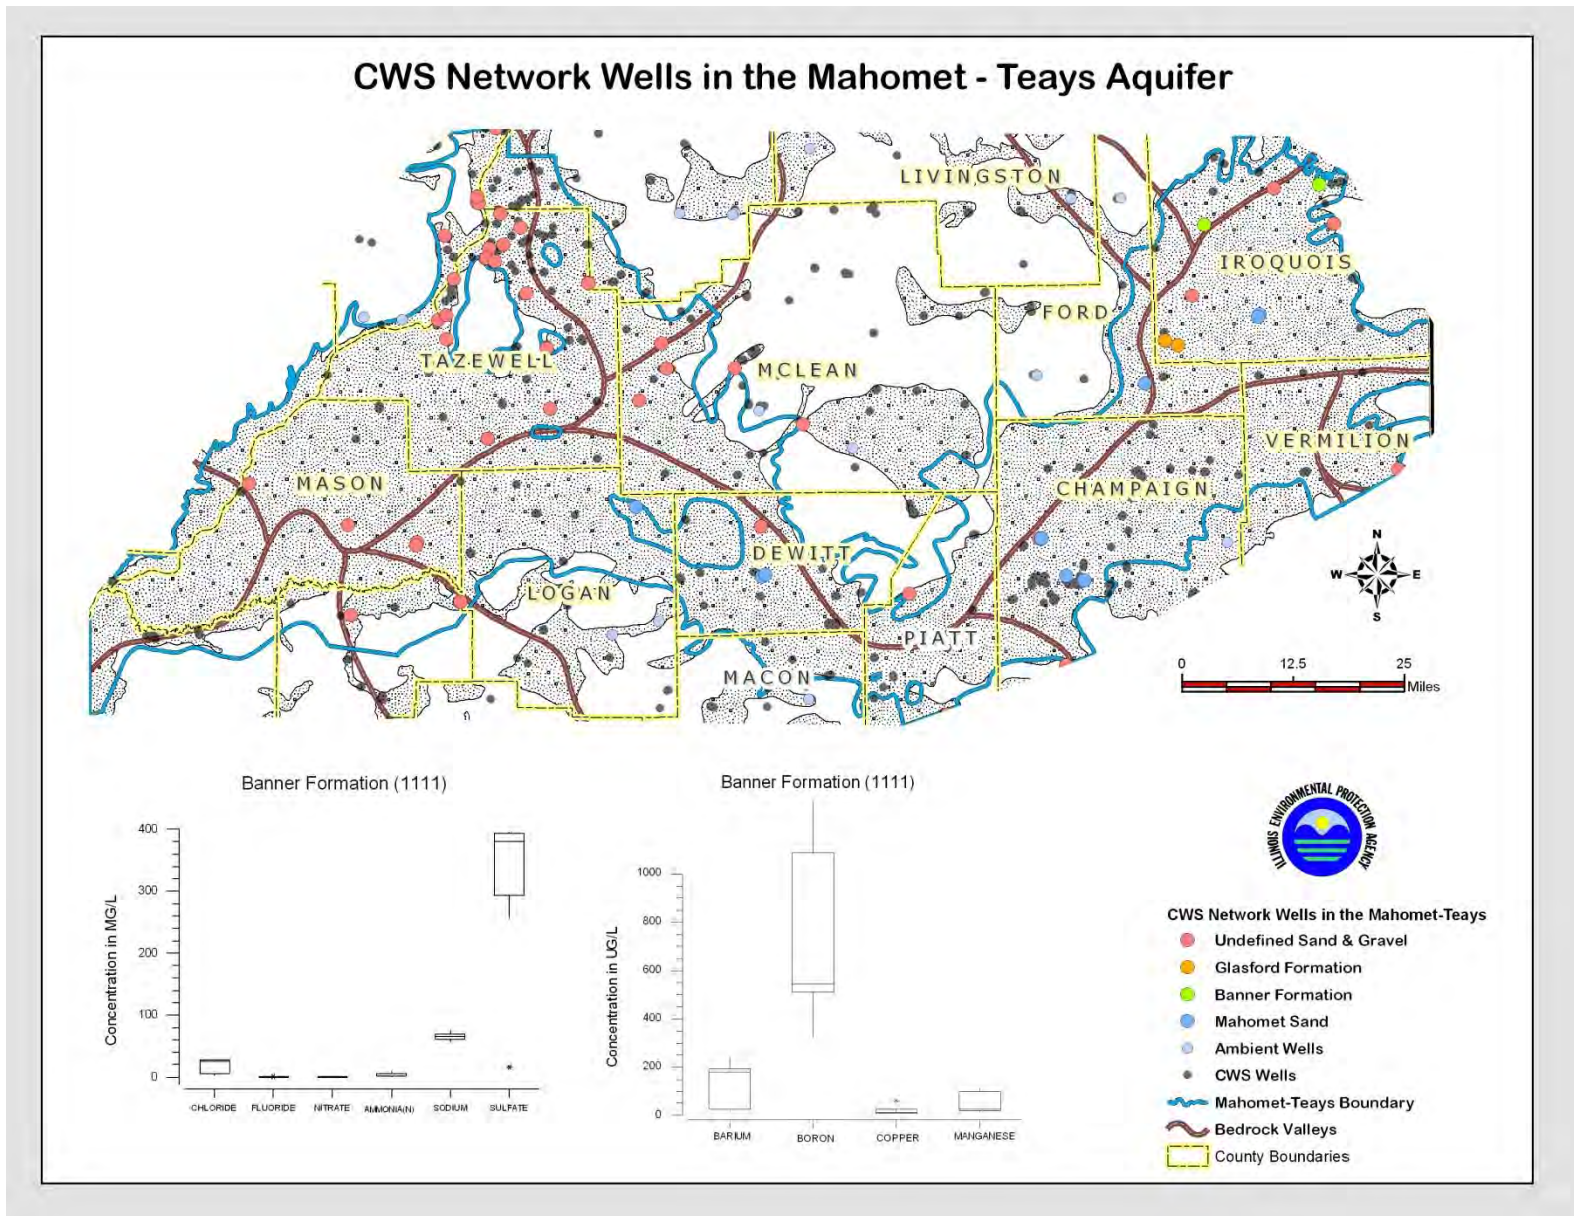 CWS Network Wells in the Mahomet - Teays Aquifer
LIVINGSTON
IROQUOIS
FORD
TAZEWELL
MCLEAN
VERMILION
MASON
CHAMPAIGN
DEWITT
LOGAN
PIATT
MACON
N
W E
S
0 12.5 25
Miles
Banner Formation (1111)
Concentration in MG/L
400
300
200
100
0
CHLORIDE FLUORIDE NITRATE AMMONIA(N) SODIUM SULFATE
Banner Formation (1111)
Concentration in UG/L
1000
800
600
400
200
0
BARIUM BORON COPPER MANGANESE
ILLINOIS ENVIRONMENTAL PROTECTION AGENCY
CWS Network Wells in the Mahomet-Teays
Undefined Sand & Gravel
Glasford Formation
Banner Formation
Mahomet Sand
Ambient Wells
CWS Wells
Mahomet-Teays Boundary
Bedrock Valleys
County Boundaries